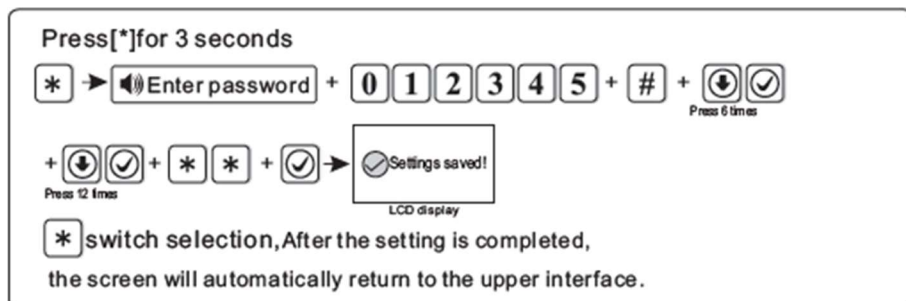 Press[*]for 3 seconds
* → Enter password + 0 1 2 3 4 5 + # +
Press 6 times
+ + * * + → Settings saved!
Press 12 times
LCD display
* switch selection,After the setting is completed,
the screen will automatically return to the upper interface.